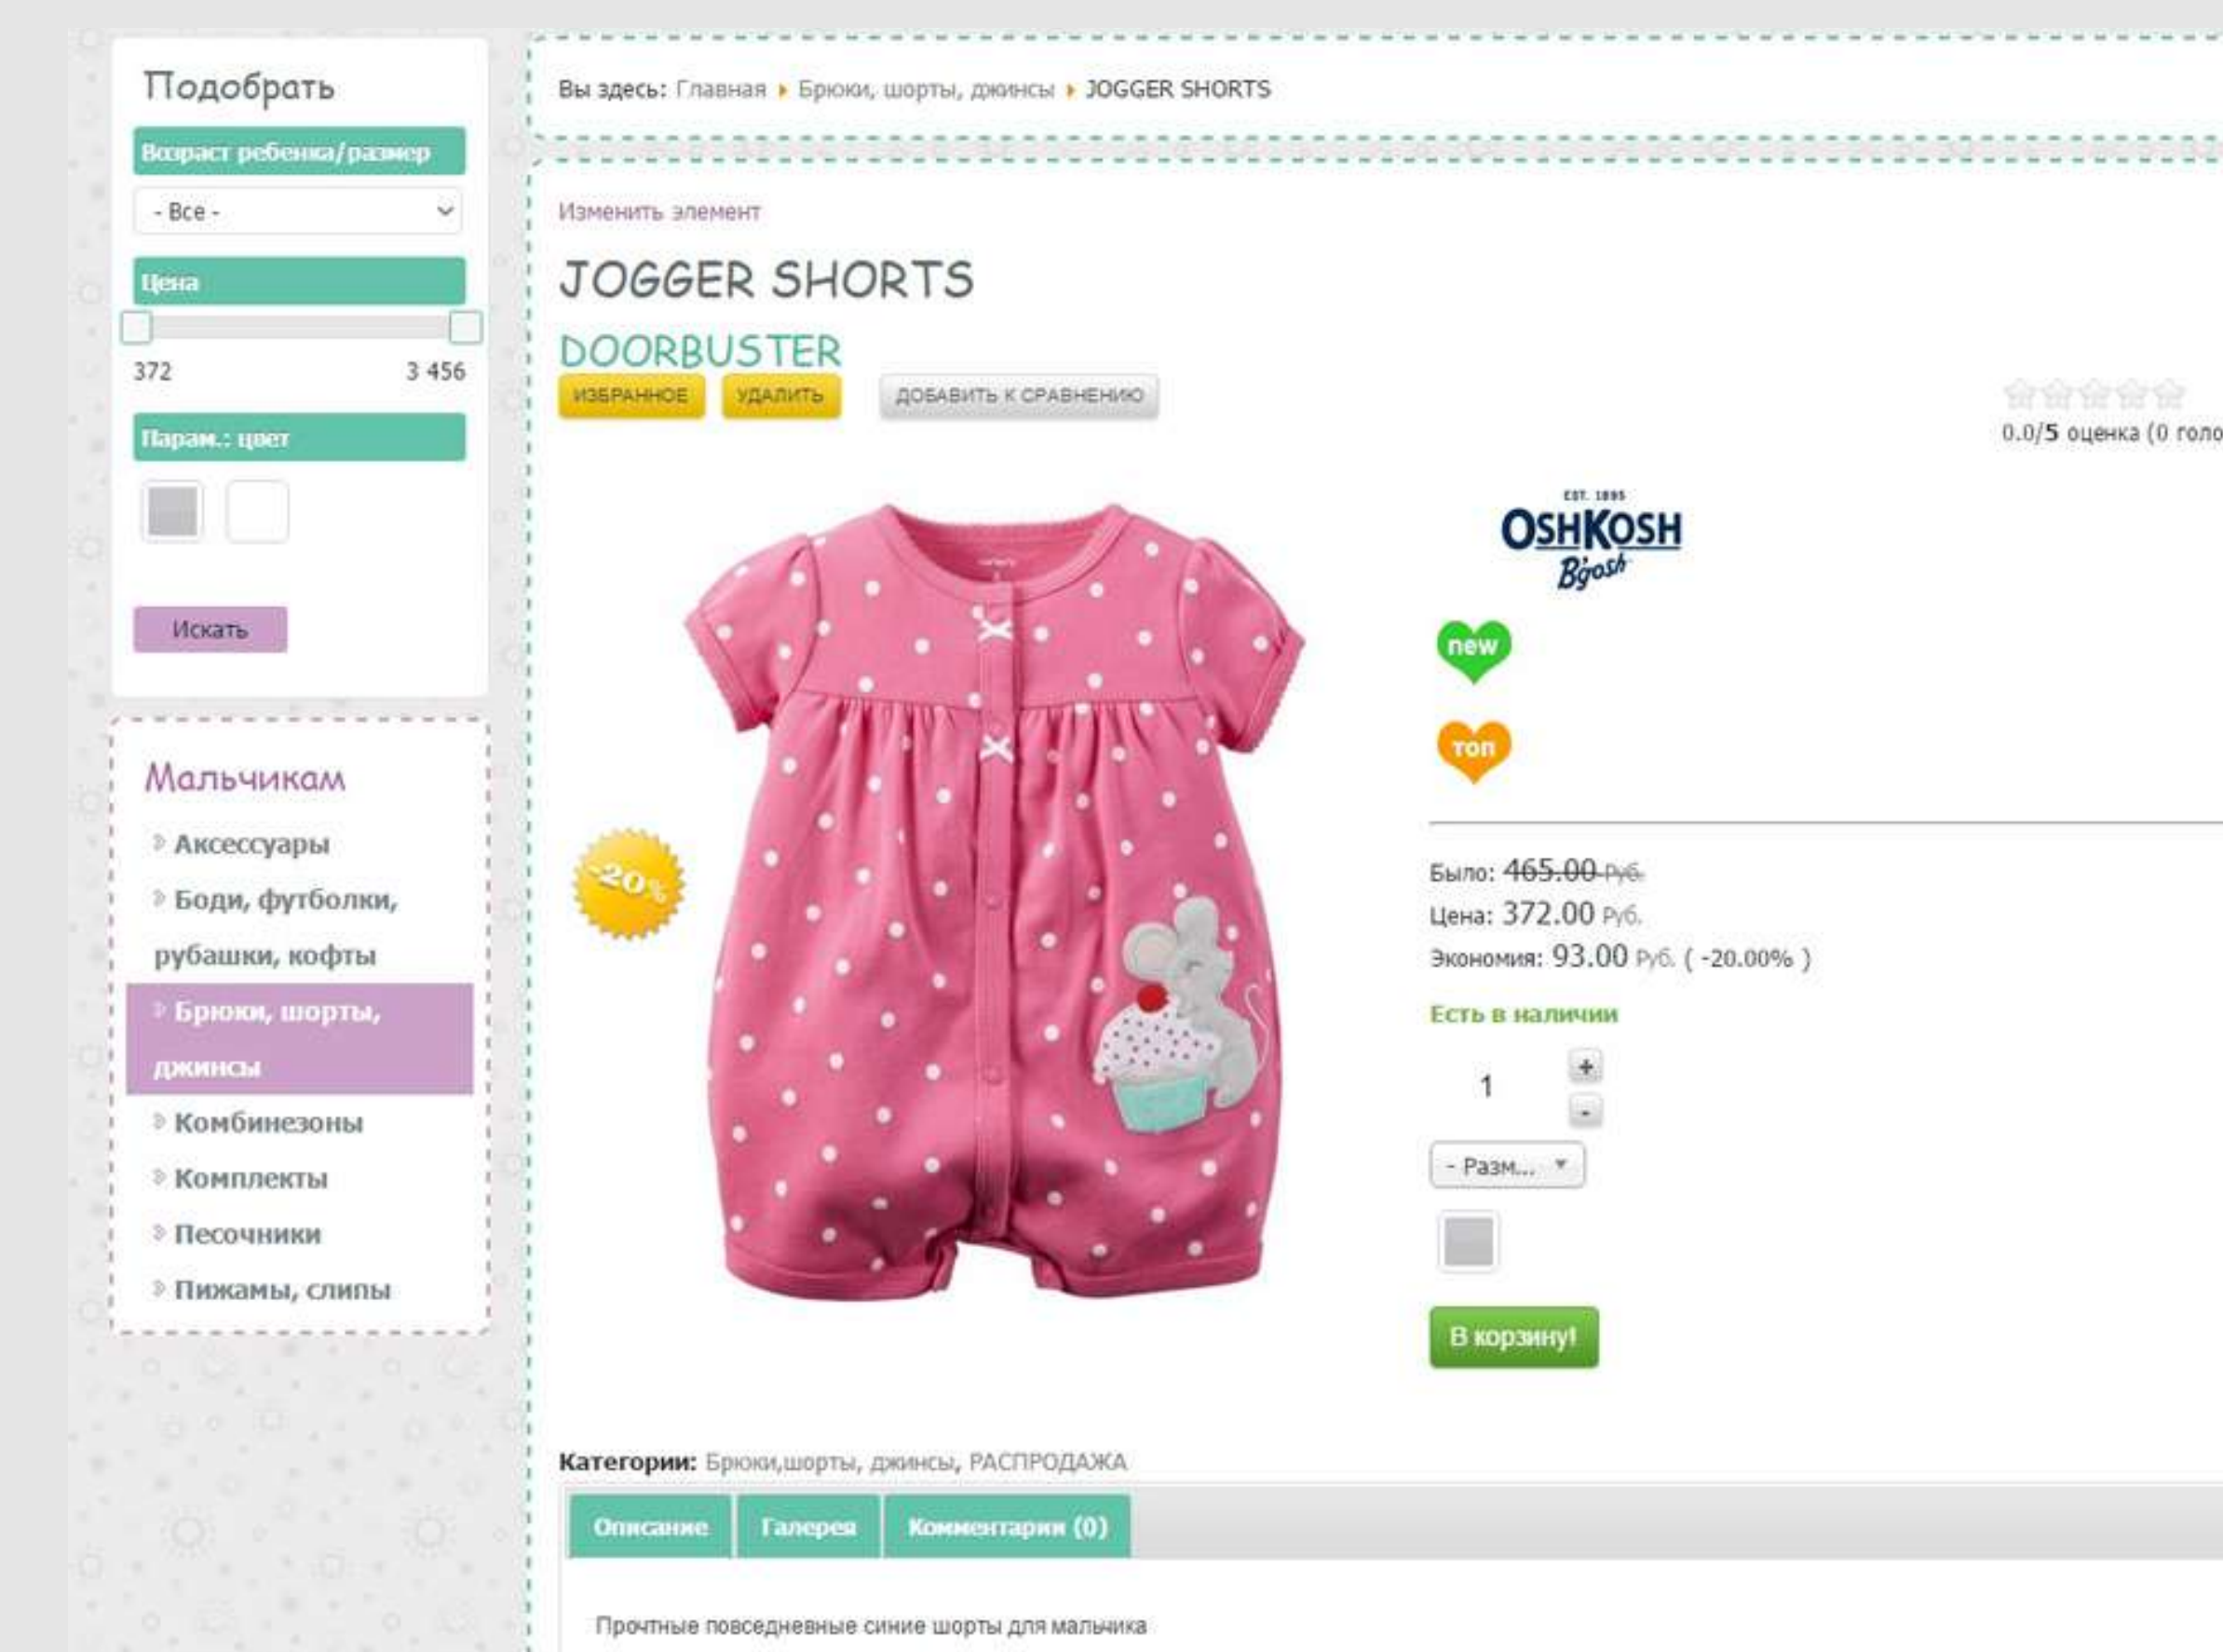 Подобрать
Возраст ребенка/размер
- Все -
Цена
372 3 456
Парам.: цвет
Искать
Мальчикам
Аксессуары
Боди, футболки,
рубашки, кофты
Брюки, шорты,
джинсы
Комбинезоны
Комплекты
Песочники
Пижамы, слипы
Вы здесь: Главная Брюки, шорты, джинсы JOGGER SHORTS
Изменить элемент
JOGGER SHORTS
DOORBUSTER
ИЗБРАННОЕ УДАЛИТЬ ДОБАВИТЬ К СРАВНЕНИЮ
0.0/5 оценка (0 голо
-20%
EST. 1895
OSHKOSH
B'gosh
new
топ
Было: 465.00 Руб.
Цена: 372.00 Руб.
Экономия: 93.00 Руб. ( -20.00% )
Есть в наличии
1
+
-
- Разм...
В корзину!
Категории: Брюки,шорты, джинсы, РАСПРОДАЖА
Описание Галерея Комментарии (0)
Прочтные повседневные синие шорты для мальчика